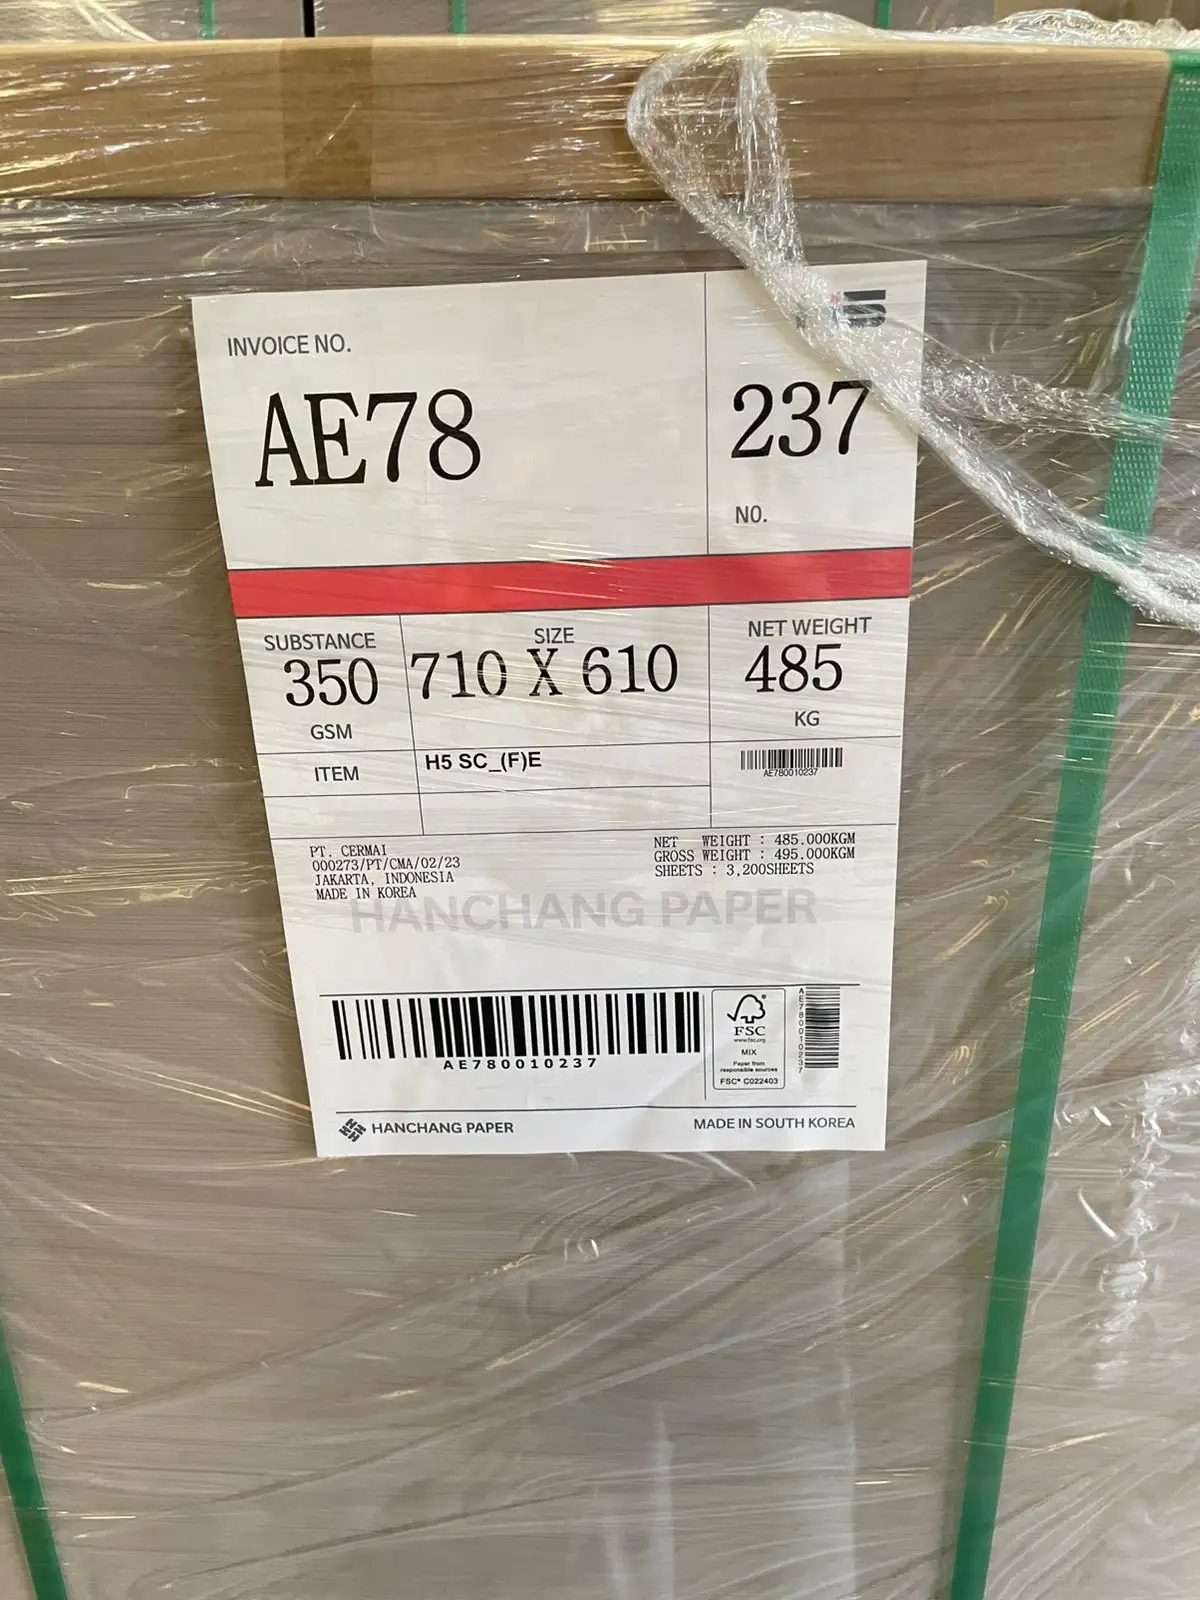 INVOICE NO.
AE78
237
NO.
SUBSTANCE
350
GSM
SIZE
710 X 610
NET WEIGHT
485
KG
ITEM
H5 SC_(F)E
AE780010237
PT. CERMAI
000273/PT/CMA/02/23
JAKARTA, INDONESIA
MADE IN KOREA
NET WEIGHT : 485.000KGM
GROSS WEIGHT : 495.000KGM
SHEETS : 3,200SHEETS
HANCHANG PAPER
AE780010237
FSC®
www.fsc.org
MIX
Paper from
responsible sources
FSC® C022403
AE780010237
HANCHANG PAPER
MADE IN SOUTH KOREA